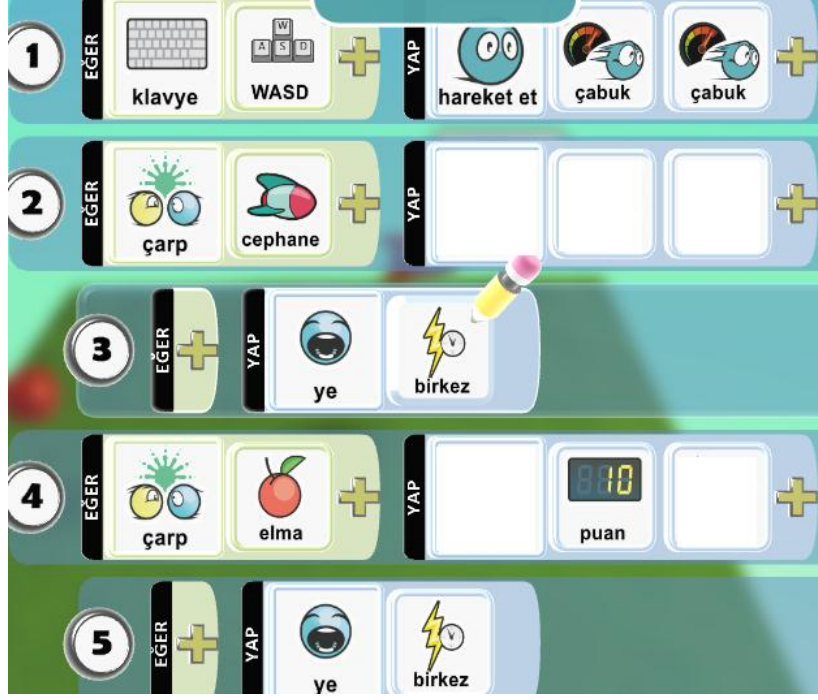 1 EĞER klavye W A S D WASD YAP hareket et çabuk çabuk
2 EĞER çarp cephane YAP
3 EĞER YAP ye birkez
4 EĞER çarp elma YAP 10 puan
5 EĞER YAP ye birkez